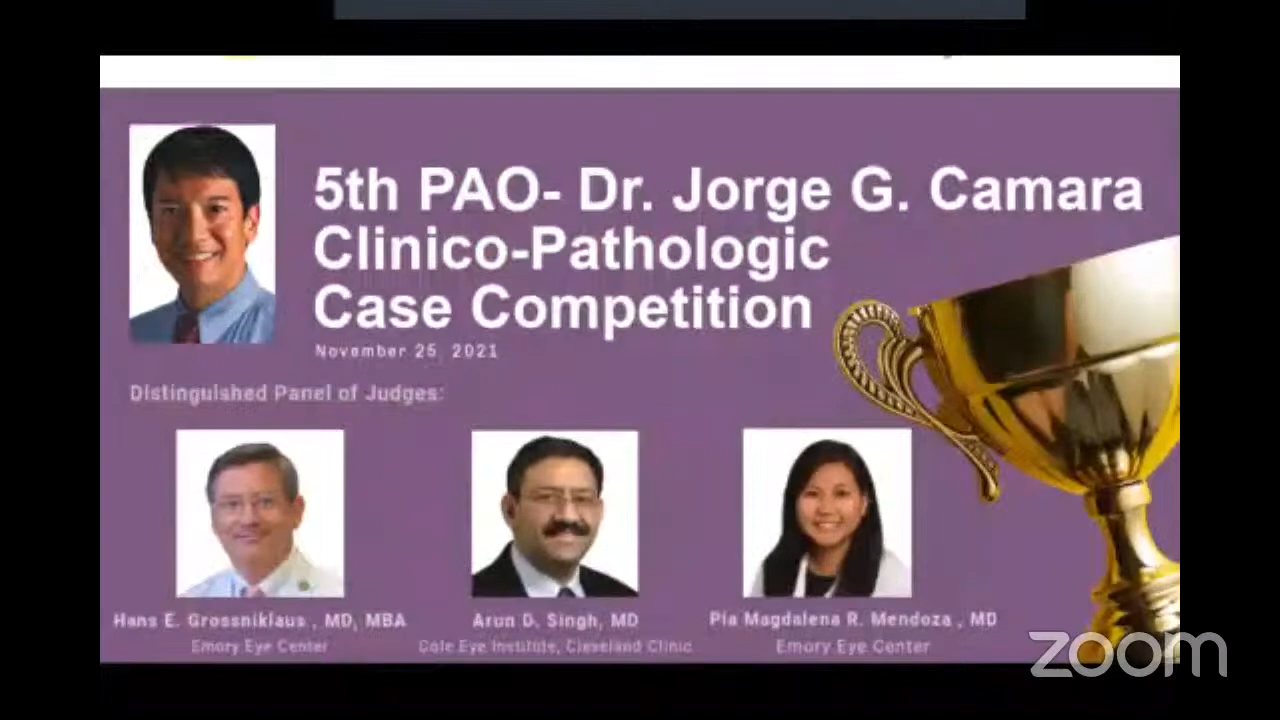 5th PAO- Dr. Jorge G. Camara
Clinico-Pathologic
Case Competition
November 25, 2021
Distinguished Panel of Judges:
Hans E. Grossniklaus , MD, MBA
Emory Eye Center
Arun D. Singh, MD
Cole Eye Institute, Cleveland Clinic
Pia Magdalena R. Mendoza , MD
Emory Eye Center
zoom